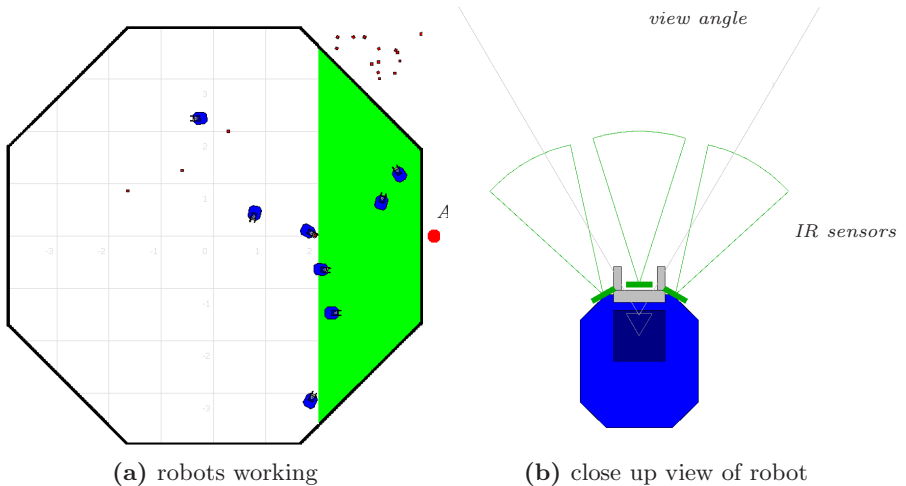 view angle
3
2
1
A
-3
-2
-1
0
1
2
IR sensors
-1
-2
-3
(a) robots working
(b) close up view of robot